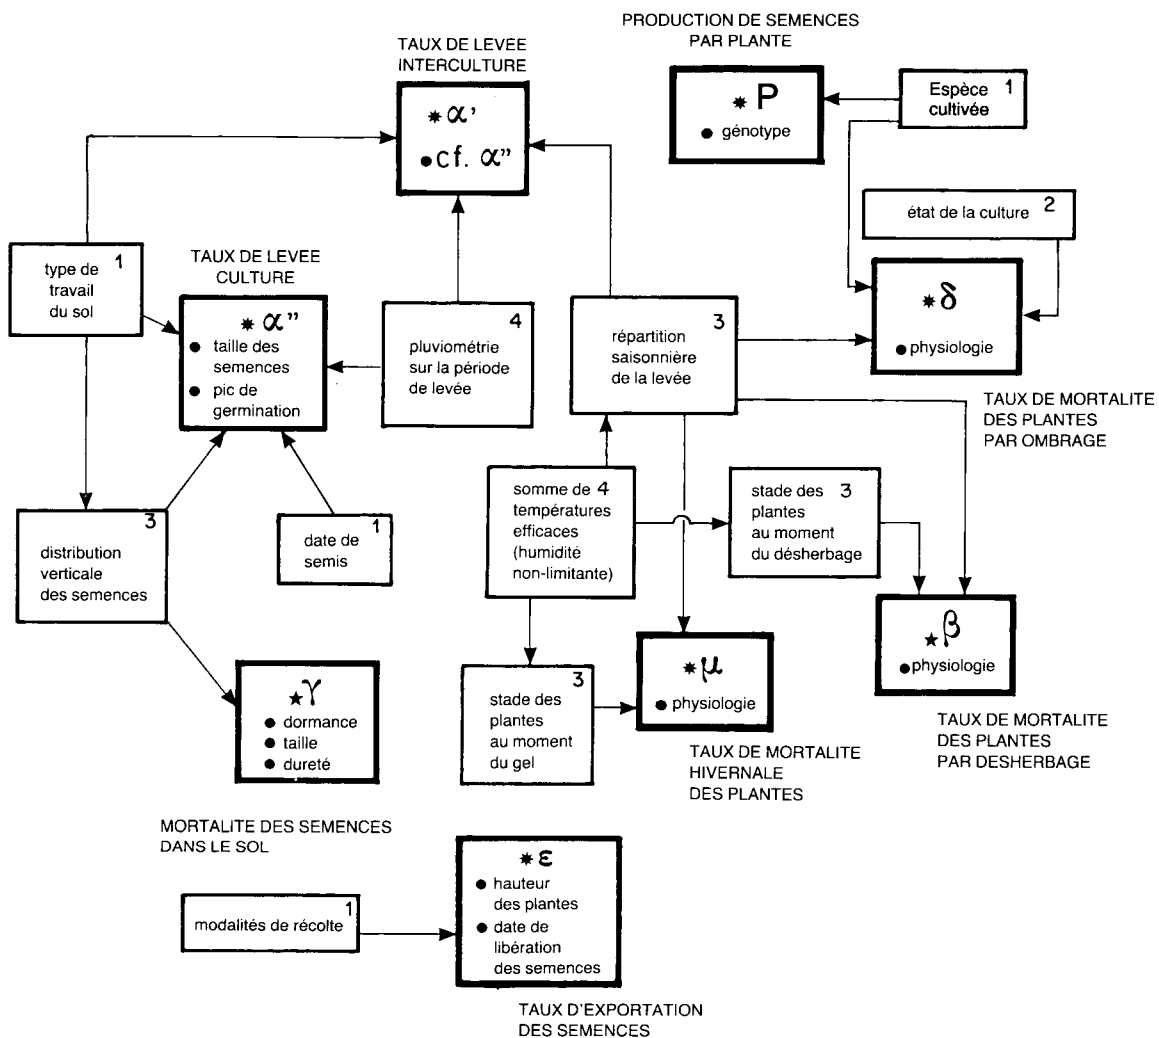 PRODUCTION DE SEMENCES
PAR PLANTE
TAUX DE LEVEE
INTERCULTURE
✷ α'
● cf. α"
✷ P
● génotype
Espèce 1
cultivée
état de la culture 2
type de 1
travail
du sol
TAUX DE LEVEE
CULTURE
✷ α"
● taille des
semences
● pic de
germination
4
pluviométrie
sur la période
de levée
3
répartition
saisonnière
de la levée
✷ δ
● physiologie
TAUX DE MORTALITE
DES PLANTES
PAR OMBRAGE
3
distribution
verticale
des semences
1
date de
semis
somme de 4
températures
efficaces
(humidité
non-limitante)
stade des 3
plantes
au moment
du désherbage
★ β
● physiologie
TAUX DE MORTALITE
DES PLANTES
PAR DESHERBAGE
★ γ
● dormance
● taille
● dureté
MORTALITE DES SEMENCES
DANS LE SOL
3
stade des
plantes
au moment
du gel
✷ μ
● physiologie
TAUX DE MORTALITE
HIVERNALE
DES PLANTES
1
modalités de récolte
✷ ε
● hauteur
des plantes
● date de
libération
des semences
TAUX D'EXPORTATION
DES SEMENCES